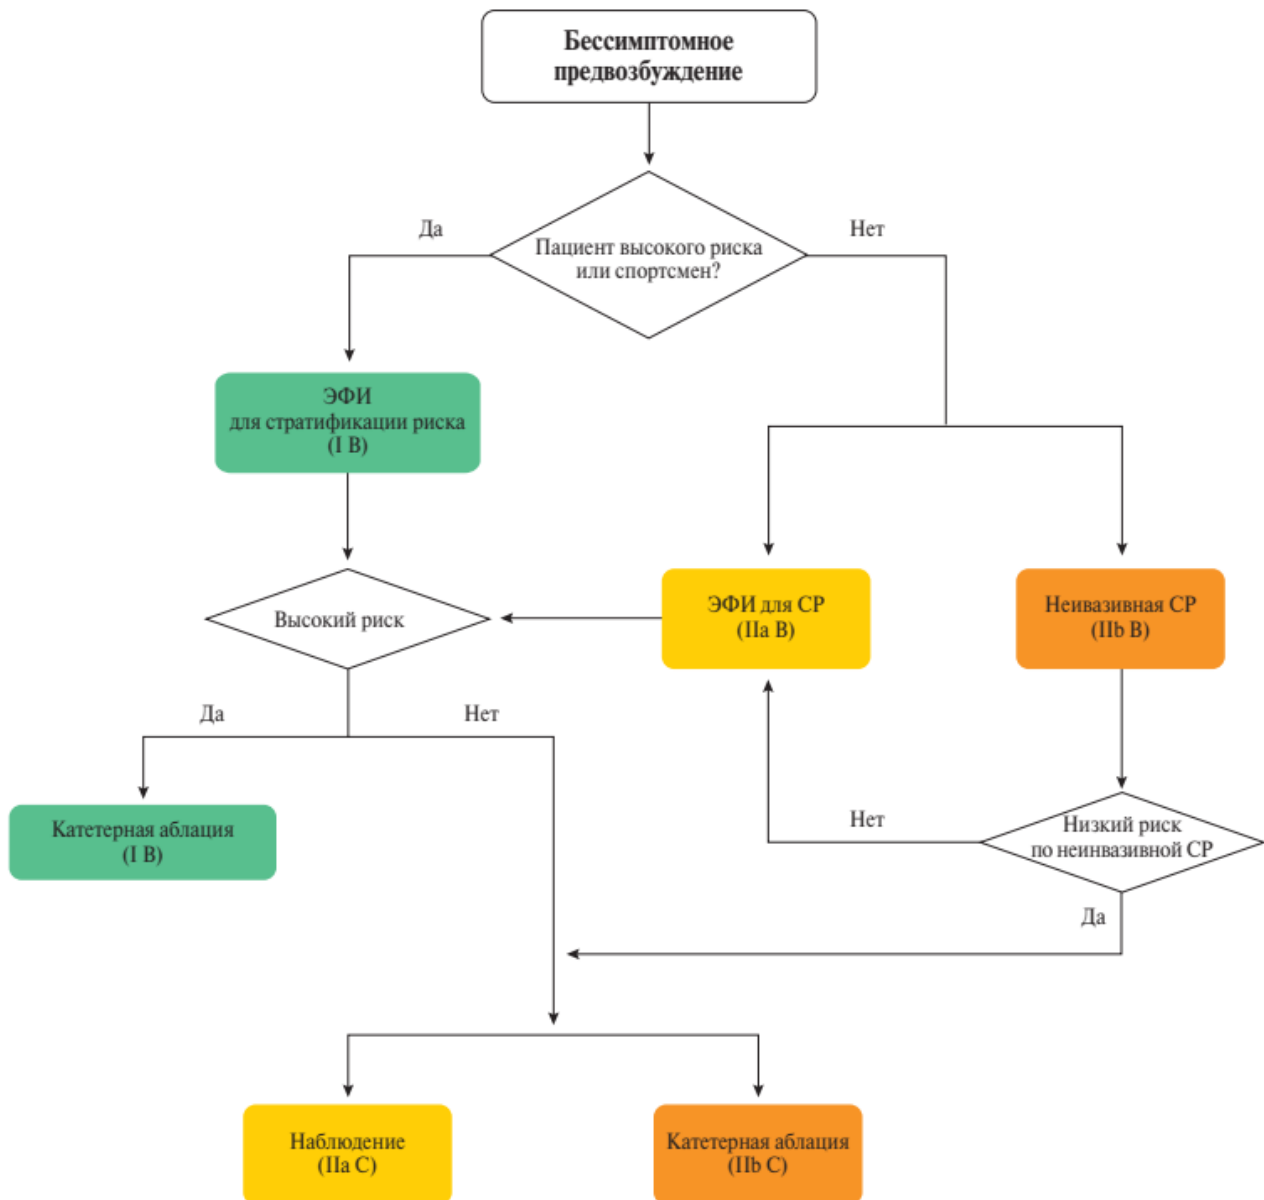 Бессимптомное
предвозбуждение
Да
Нет
Пациент высокого риска
или спортсмен?
ЭФИ
для стратификации риска
(I B)
Высокий риск
ЭФИ для СР
(IIa B)
Неивазивная СР
(IIb B)
Да
Нет
Катетерная аблация
(I B)
Нет
Низкий риск
по неинвазивной СР
Да
Наблюдение
(IIa C)
Катетерная аблация
(IIb C)